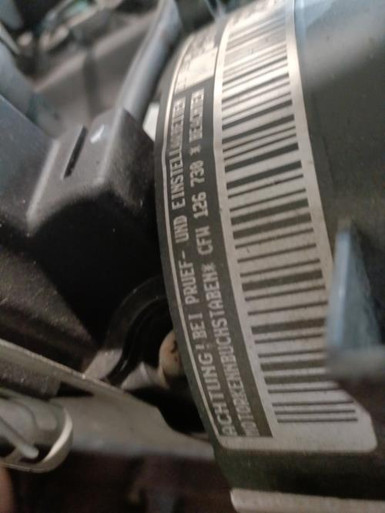 ACHTUNG! BEI PRUEF- UND EINSTELLARBEITEN
MOTORKENNBUCHSTABEN* CFW 126 730 * BEACHTEN